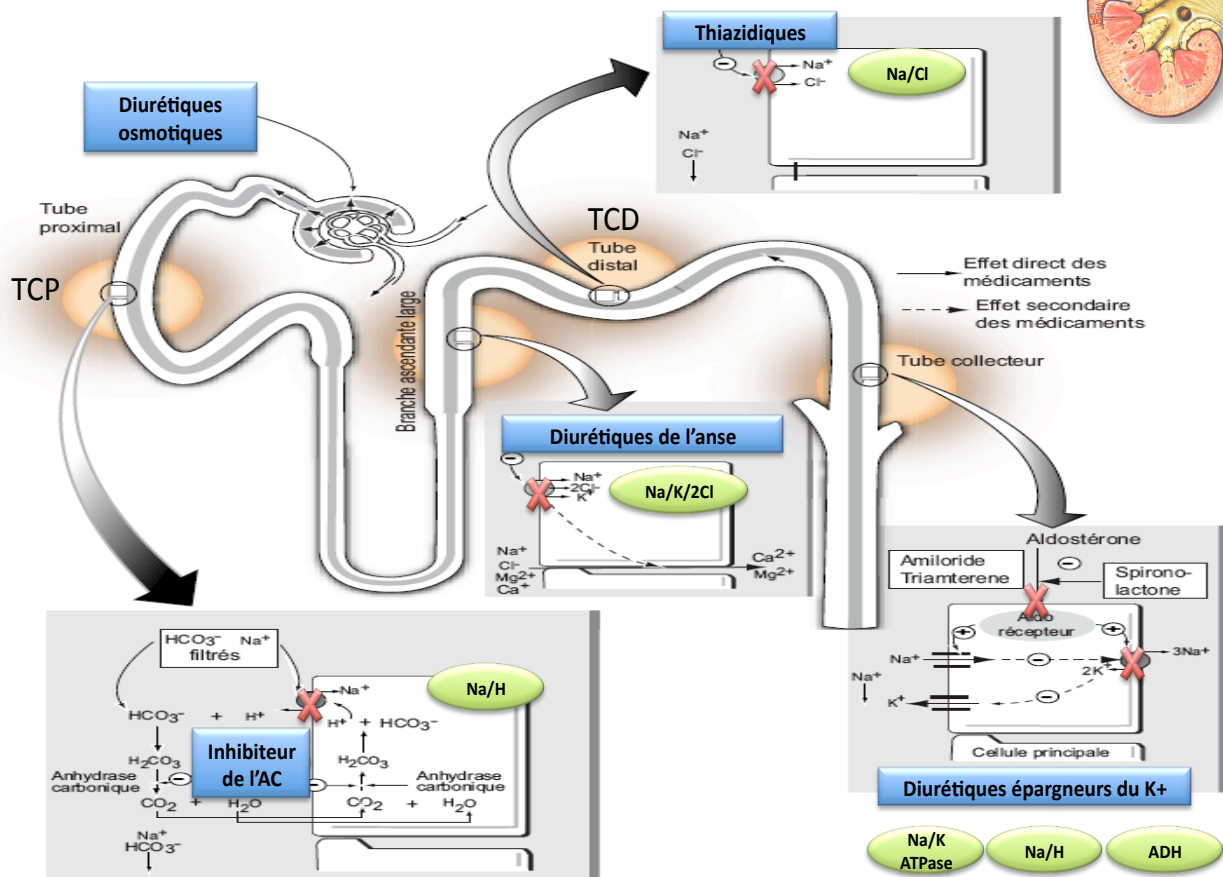 Thiazidiques
Na⁺
Cl⁻
Na/Cl
Na⁺
Cl⁻
Diurétiques
osmotiques
Tube
proximal
TCP
TCD
Tube
distal
Effet direct des
médicaments
Effet secondaire
des médicaments
Branche ascendante large
Tube collecteur
Diurétiques de l'anse
Na⁺
2Cl-
K⁺
Na/K/2Cl
Na⁺
Cl-
Mg²⁺
Ca⁺
Ca²⁺
Mg²⁺
Aldostérone
Amiloride
Triamterene
Spirono-
lactone
Aldo
récepteur
Na⁺
3Na⁺
2K⁺
Na⁺
K⁺
Cellule principale
Diurétiques épargneurs du K+
Na/K
ATPase
Na/H
ADH
HCO₃⁻ Na⁺
filtrés
Na⁺
Na/H
HCO₃⁻ + H⁺
H⁺ + HCO₃⁻
H₂CO₃
H₂CO₃
Inhibiteur
de l'AC
Anhydrase
carbonique
Anhydrase
carbonique
CO₂ + H₂O
CO₂ + H₂O
Na⁺
HCO₃⁻